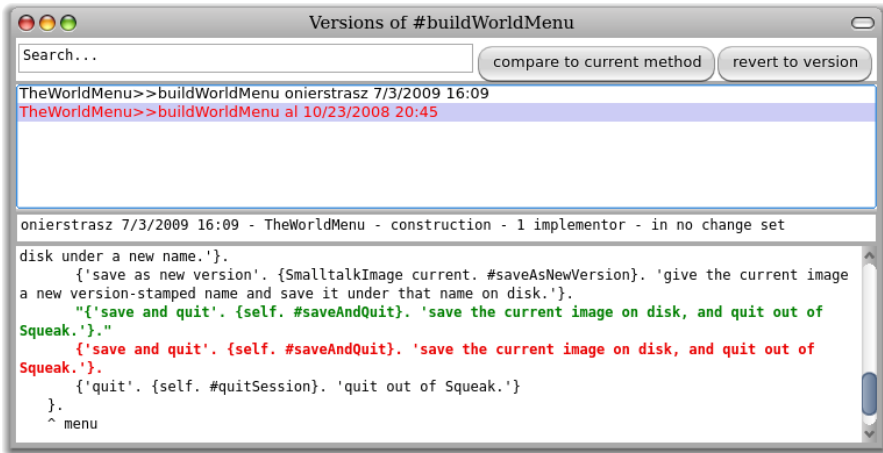 Versions of #buildWorldMenu
Search...
compare to current method
revert to version
TheWorldMenu>>buildWorldMenu onierstrasz 7/3/2009 16:09
TheWorldMenu>>buildWorldMenu al 10/23/2008 20:45
onierstrasz 7/3/2009 16:09 - TheWorldMenu - construction - 1 implementor - in no change set
disk under a new name.'}.
{'save as new version'. {SmalltalkImage current. #saveAsNewVersion}. 'give the current image
a new version-stamped name and save it under that name on disk.'}.
"{'save and quit'. {self. #saveAndQuit}. 'save the current image on disk, and quit out of
Squeak.'}."
{'save and quit'. {self. #saveAndQuit}. 'save the current image on disk, and quit out of
Squeak.'}.
{'quit'. {self. #quitSession}. 'quit out of Squeak.'}
}.
^ menu